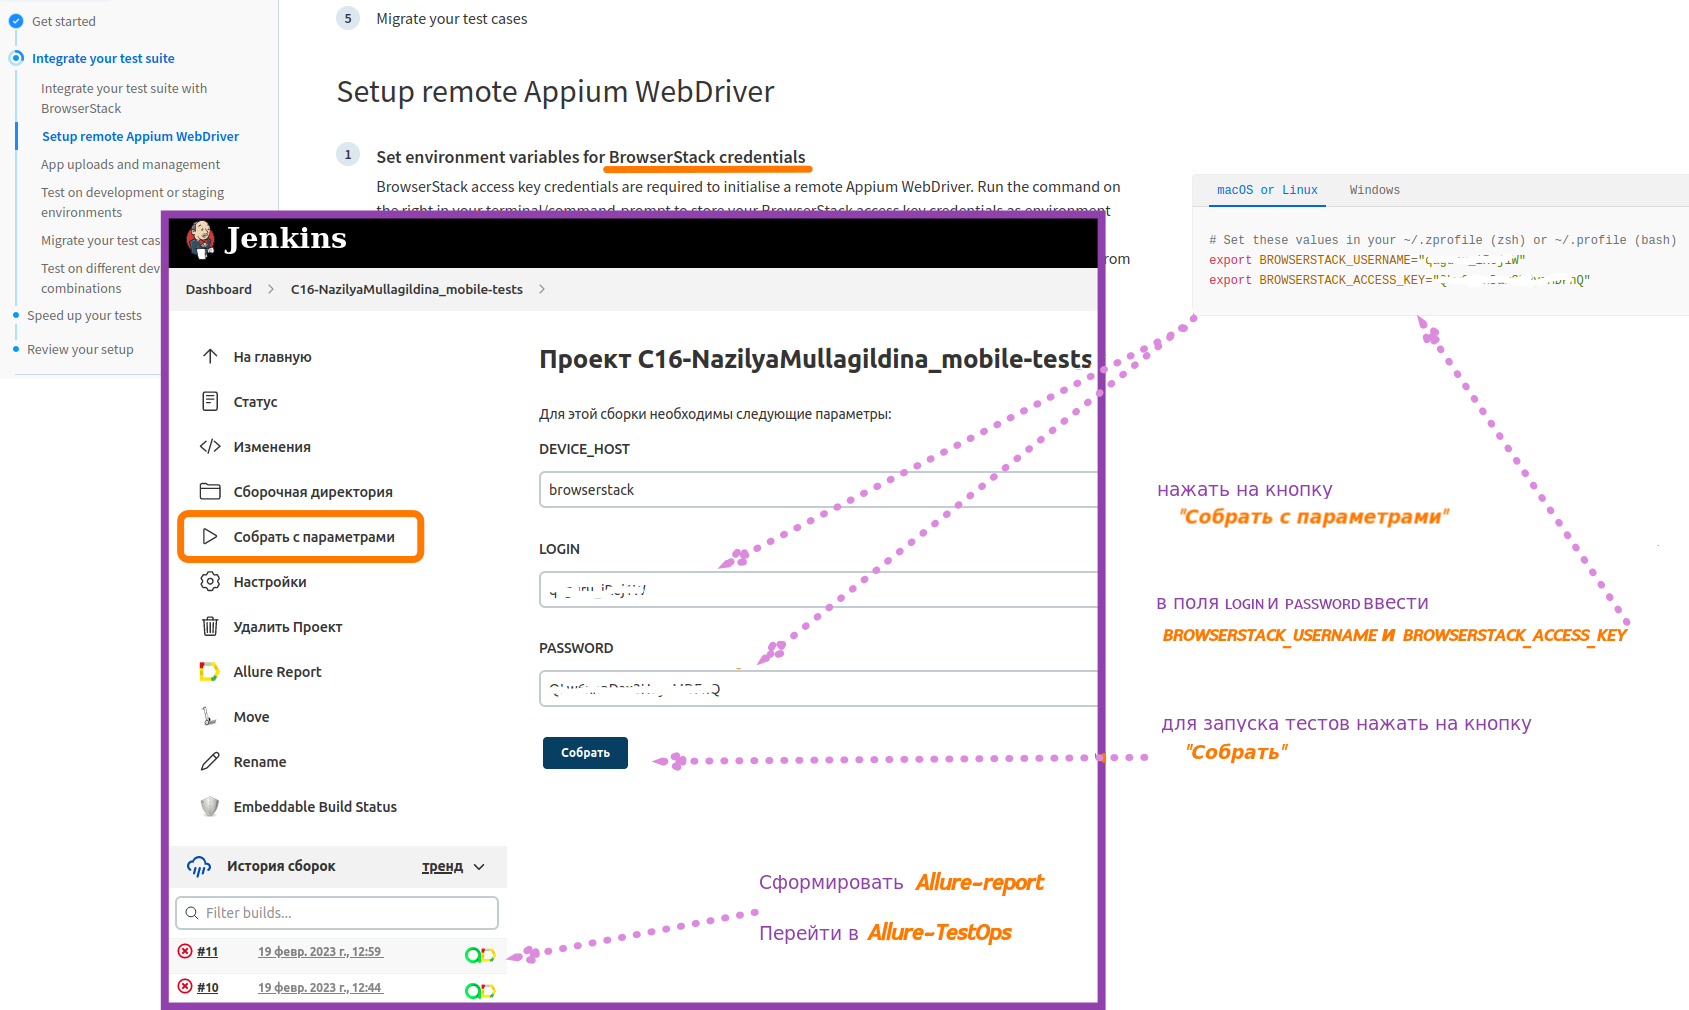 Get started
Integrate your test suite
Integrate your test suite with
BrowserStack
Setup remote Appium WebDriver
App uploads and management
Test on development or staging
environments
Migrate your test cas
Test on different dev
combinations
Speed up your tests
Review your setup
5 Migrate your test cases
Setup remote Appium WebDriver
1 Set environment variables for BrowserStack credentials
BrowserStack access key credentials are required to initialise a remote Appium WebDriver. Run the command on
the right in your terminal/command-prompt to store your BrowserStack access key credentials as environment
rom
macOS or Linux Windows
# Set these values in your ~/.zprofile (zsh) or ~/.profile (bash)
export BROWSERSTACK_USERNAME="
export BROWSERSTACK_ACCESS_KEY="
Jenkins
Dashboard > C16-NazilyaMullagildina_mobile-tests >
На главную
Статус
Изменения
Сборочная директория
Собрать с параметрами
Настройки
Удалить Проект
Allure Report
Move
Rename
Embeddable Build Status
История сборок тренд
Filter builds...
#11 19 февр. 2023 г., 12:59
#10 19 февр. 2023 г., 12:44
Проект C16-NazilyaMullagildina_mobile-tests
Для этой сборки необходимы следующие параметры:
DEVICE_HOST
browserstack
LOGIN
PASSWORD
Собрать
нажать на кнопку
"Собрать с параметрами"
в поля LOGIN и PASSWORD ввести
BROWSERSTACK_USERNAME и BROWSERSTACK_ACCESS_KEY
для запуска тестов нажать на кнопку
"Собрать"
Сформировать Allure-report
Перейти в Allure-TestOps